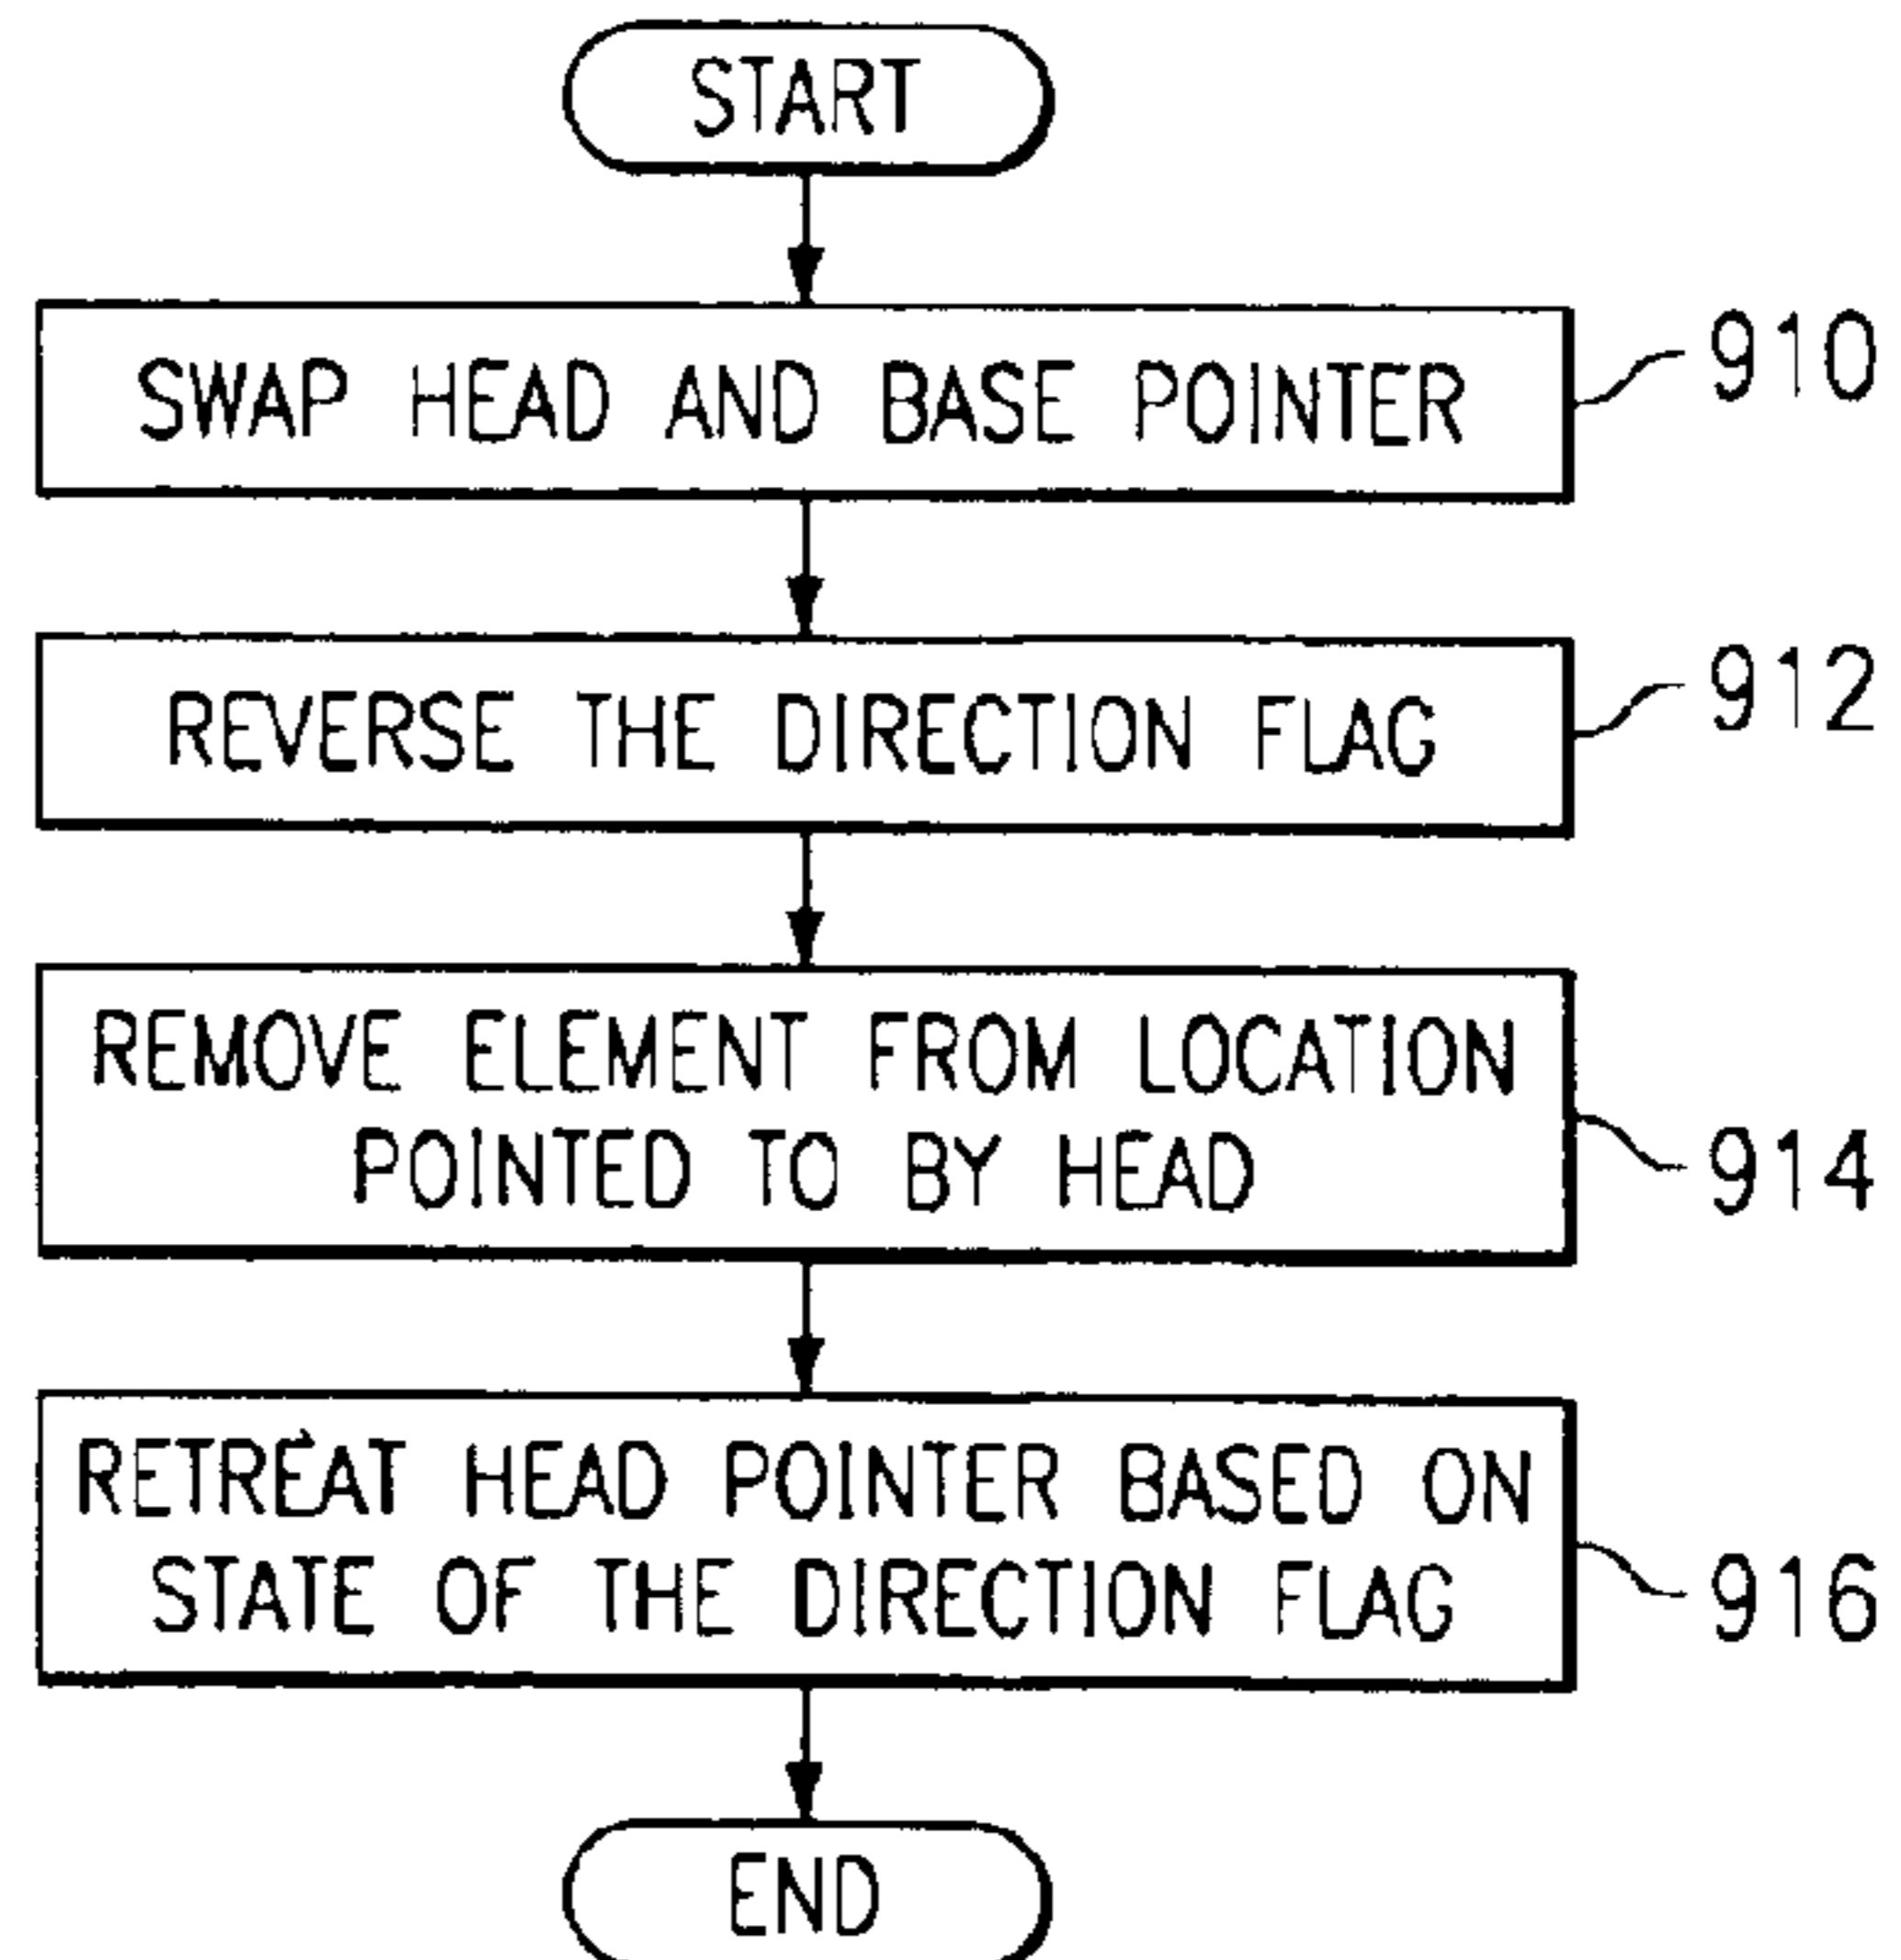 START
SWAP HEAD AND BASE POINTER
910
REVERSE THE DIRECTION FLAG
912
REMOVE ELEMENT FROM LOCATION
POINTED TO BY HEAD
914
RETREAT HEAD POINTER BASED ON
STATE OF THE DIRECTION FLAG
916
END